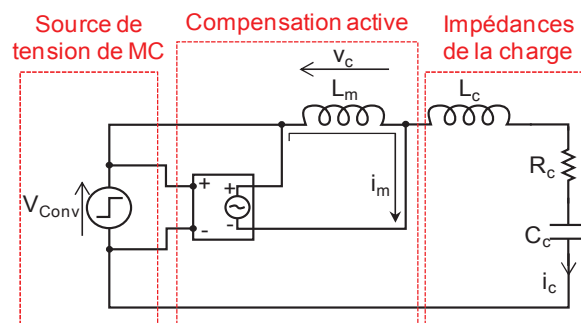 Source de
tension de MC
Compensation active
Impédances
de la charge
v_c
L_m
L_c
R_c
C_c
i_c
i_m
V_Conv
+
-
+
-